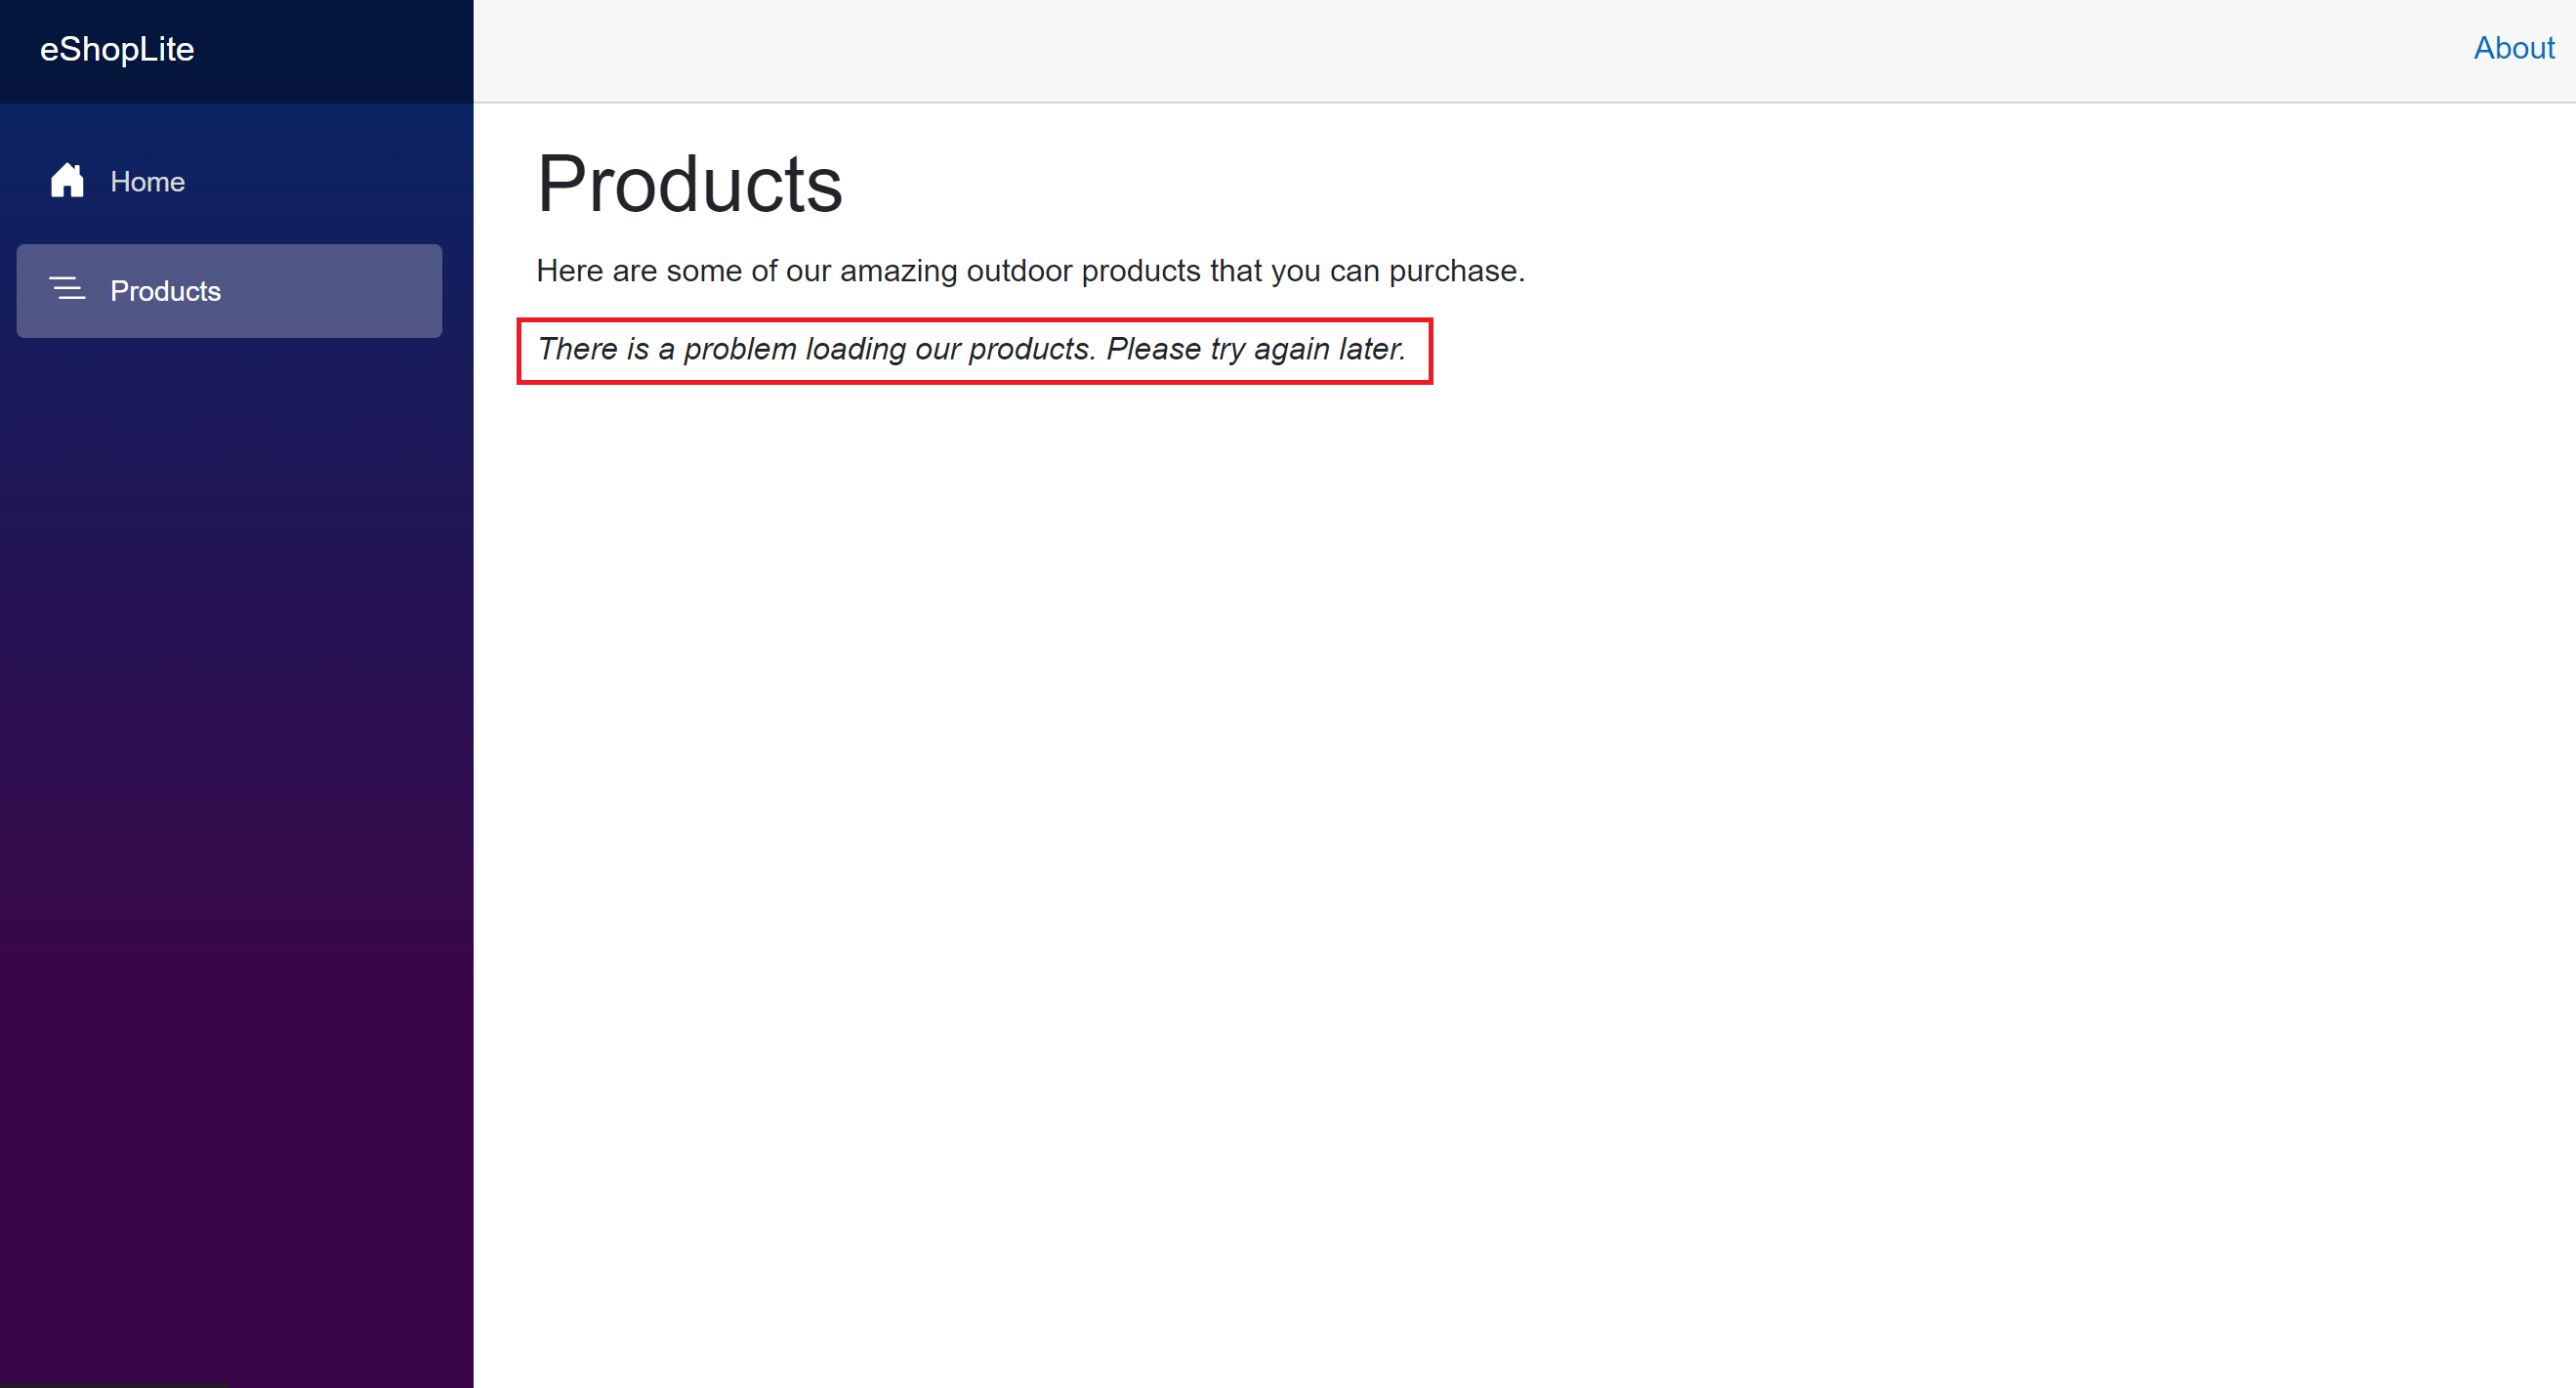 eShopLite
About
Home
Products
Products
Here are some of our amazing outdoor products that you can purchase.
There is a problem loading our products. Please try again later.